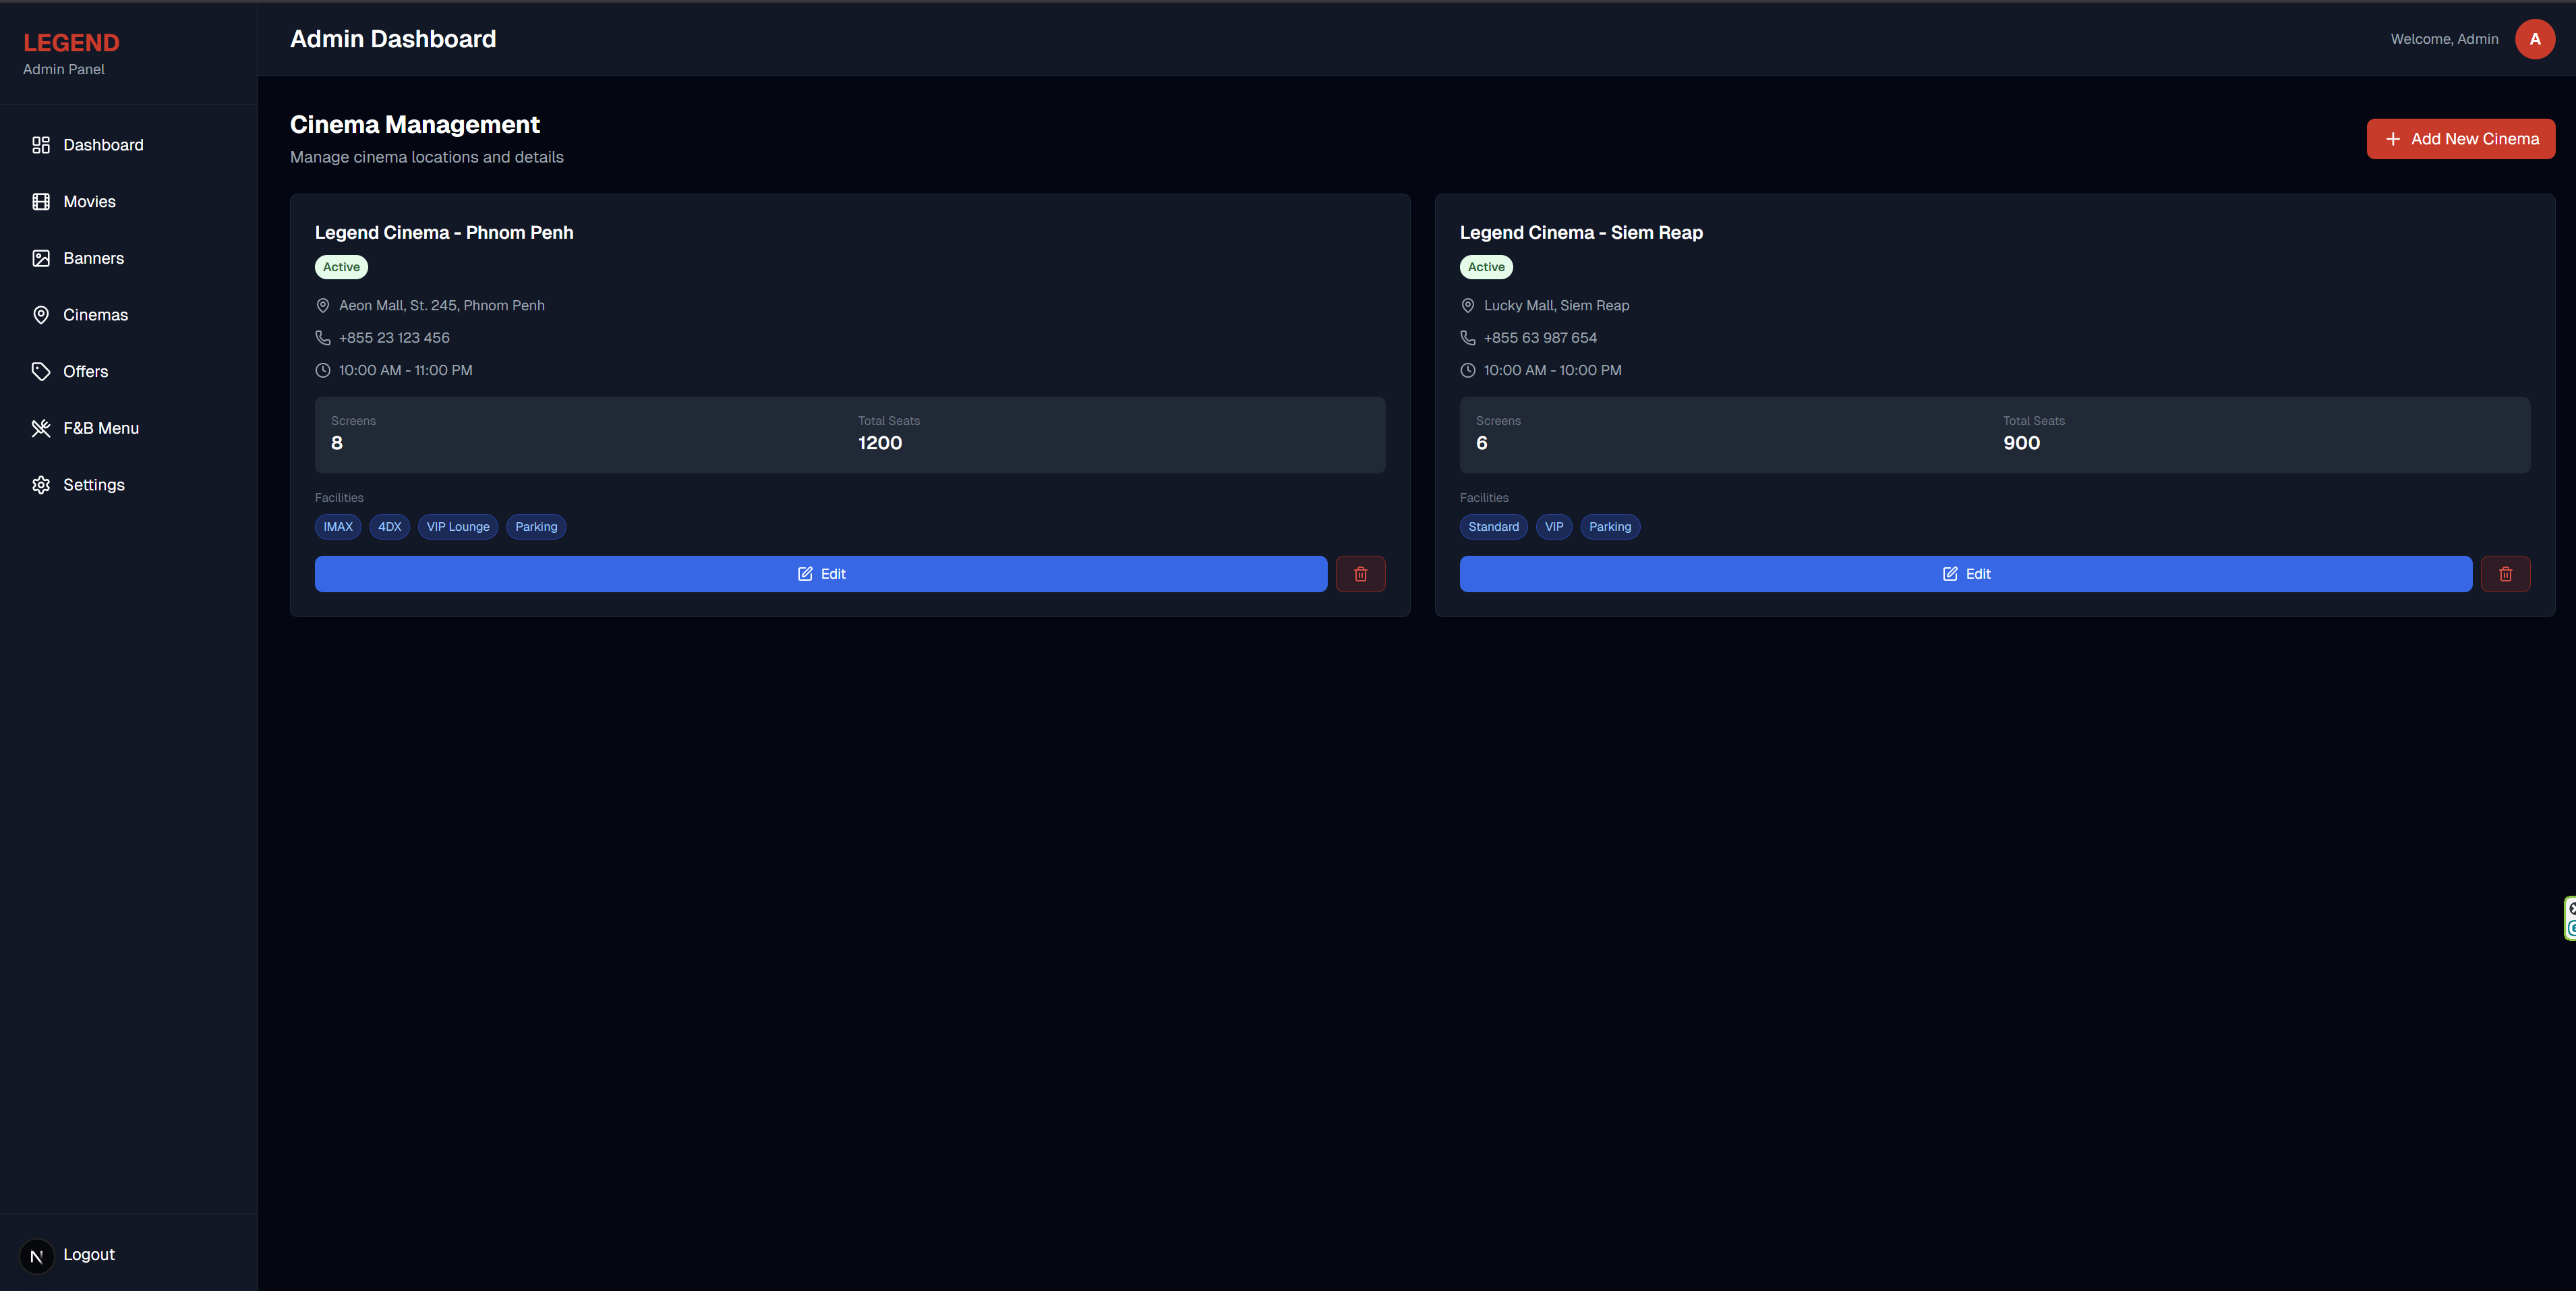 LEGEND
Admin Panel
Dashboard
Movies
Banners
Cinemas
Offers
F&B Menu
Settings
N Logout
Admin Dashboard
Welcome, Admin A
Cinema Management
Manage cinema locations and details
Add New Cinema
Legend Cinema - Phnom Penh
Active
Aeon Mall, St. 245, Phnom Penh
+855 23 123 456
10:00 AM - 11:00 PM
Screens Total Seats
8 1200
Facilities
IMAX 4DX VIP Lounge Parking
Edit
Legend Cinema - Siem Reap
Active
Lucky Mall, Siem Reap
+855 63 987 654
10:00 AM - 10:00 PM
Screens Total Seats
6 900
Facilities
Standard VIP Parking
Edit